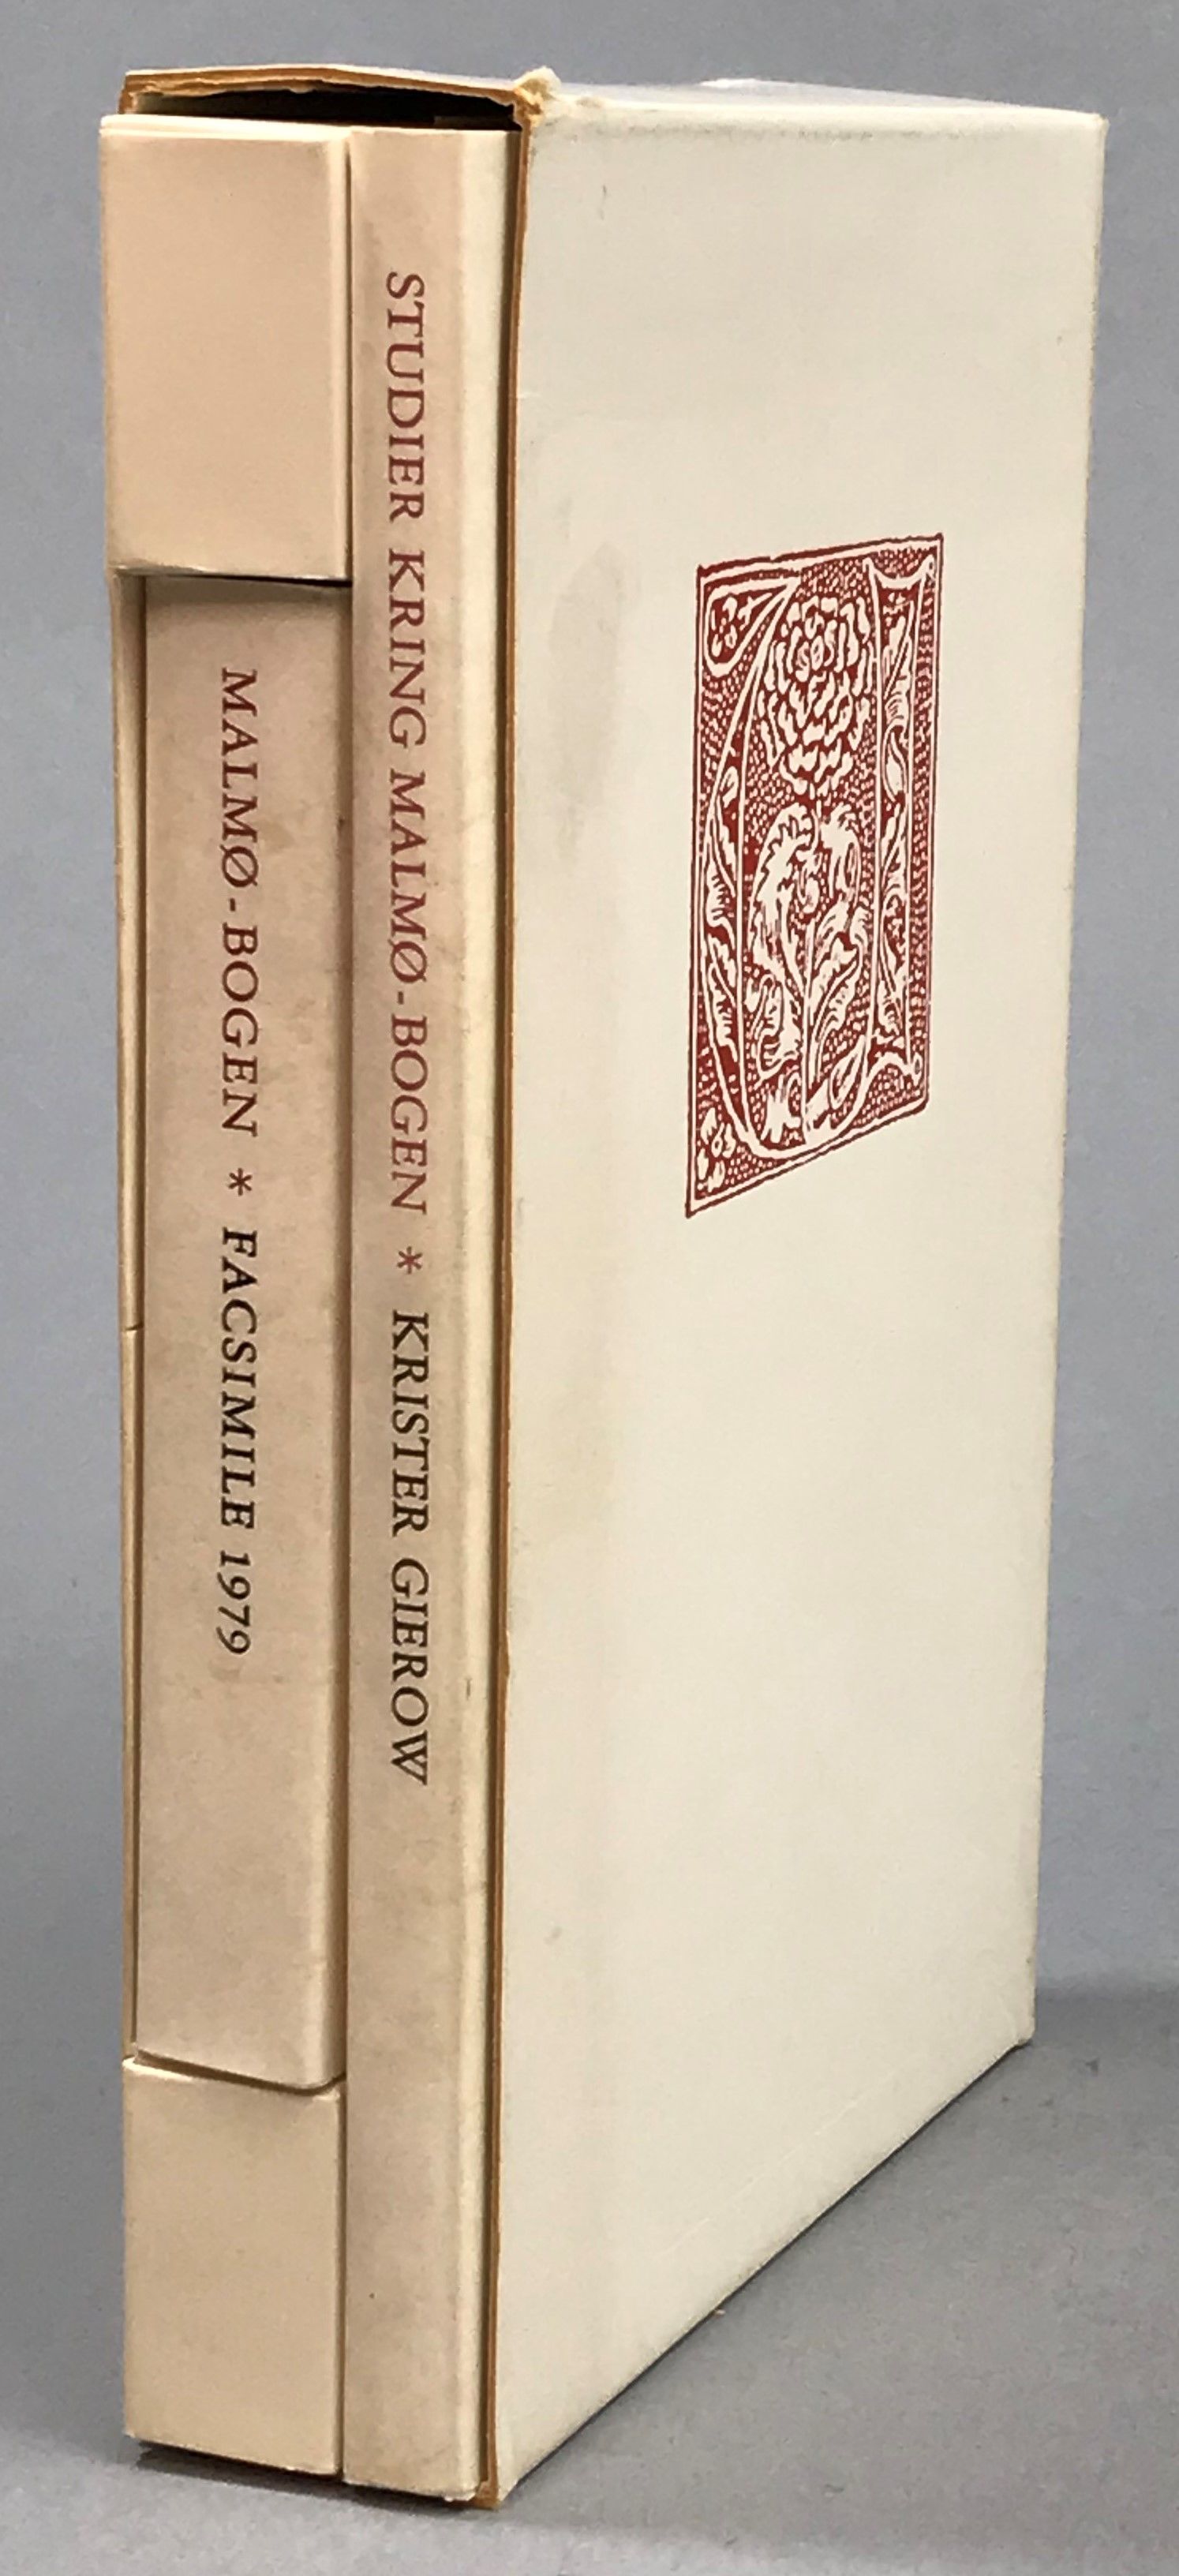 MALMØ-BOGEN * FACSIMILE 1979
STUDIER KRING MALMØ-BOGEN * KRISTER GIEROW